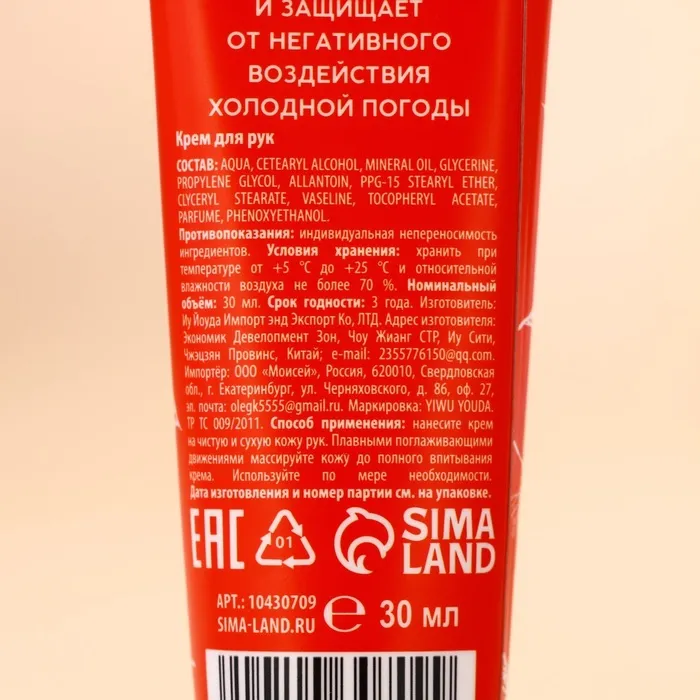 И ЗАЩИЩАЕТ
ОТ НЕГАТИВНОГО
ВОЗДЕЙСТВИЯ
ХОЛОДНОЙ ПОГОДЫ
Крем для рук
СОСТАВ: AQUA, CETEARYL ALCOHOL, MINERAL OIL, GLYCERINE,
PROPYLENE GLYCOL, ALLANTOIN, PPG-15 STEARYL ETHER,
CLYCERYL STEARATE, VASELINE, TOCOPHERYL ACETATE,
PARFUME, PHENOXYETHANOL.
Противопоказания: индивидуальная непереносимость
ингредиентов. Условия хранения: хранить при
температуре от +5 °С до +25 °С и относительной
влажности воздуха не более 70 %. Номинальный
объём: 30 мл. Срок годности: 3 года. Изготовитель:
Иу Йоуда Импорт энд Экспорт Ко, ЛТД. Адрес изготовителя:
Экономик Девелопмент Зон, Чоу Жианг СТР, Иу Сити,
Чжэцзян Провинс, Китай; e-mail: 2355776150@qq.com.
Импортёр: ООО «Моисей», Россия, 620010, Свердловская
обл., г. Екатеринбург, ул. Черняховского, д. 86, оф. 27,
эл. почта: olegk5555@gmail.ru. Маркировка: YIWU YOUDA.
ТР ТС 009/2011. Способ применения: нанесите крем
на чистую и сухую кожу рук. Плавными поглаживающими
движениями массируйте кожу до полного впитывания
крема. Используйте по мере необходимости.
Дата изготовления и номер партии см. на упаковке.
EAC 01 SIMA
LAND
АРТ.: 10430709
SIMA-LAND.RU
℮ 30 мл